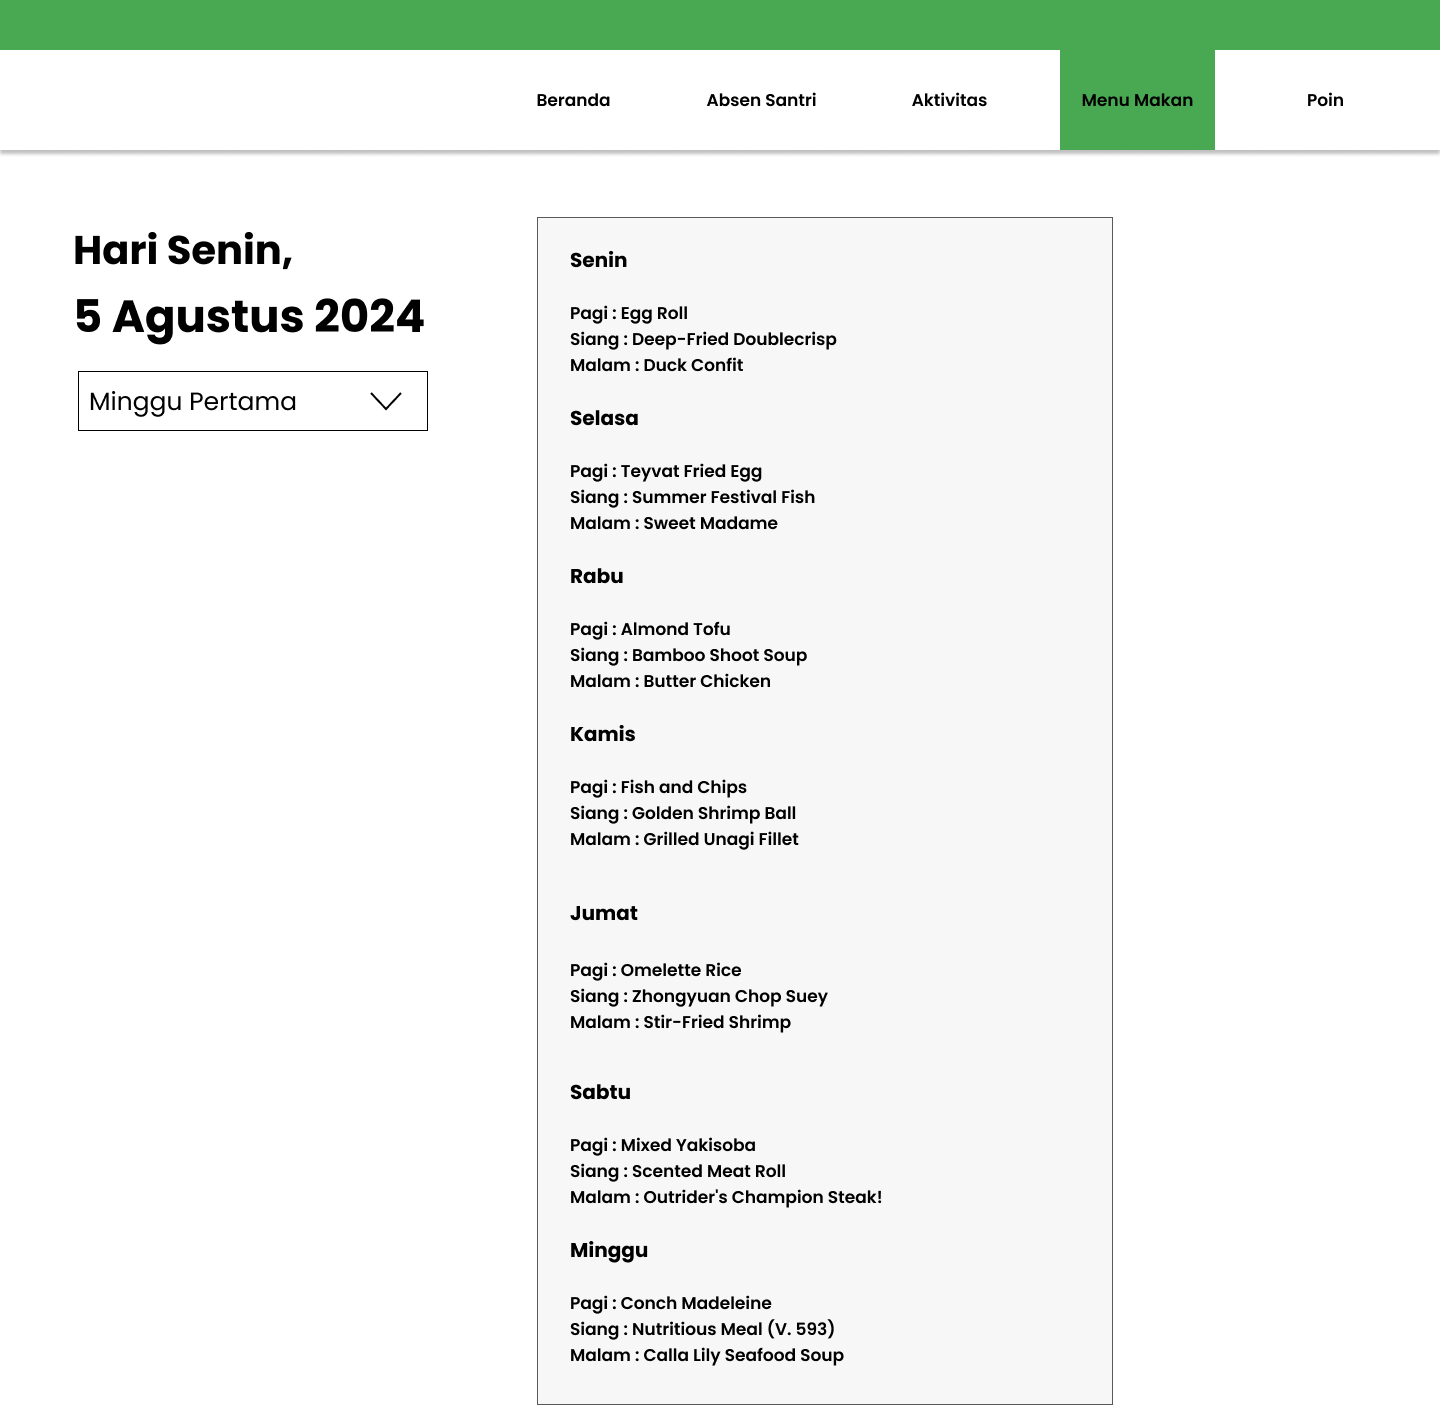 Beranda
Absen Santri
Aktivitas
Menu Makan
Poin
Hari Senin,
5 Agustus 2024
Minggu Pertama
Senin
Pagi : Egg Roll
Siang : Deep-Fried Doublecrisp
Malam : Duck Confit
Selasa
Pagi : Teyvat Fried Egg
Siang : Summer Festival Fish
Malam : Sweet Madame
Rabu
Pagi : Almond Tofu
Siang : Bamboo Shoot Soup
Malam : Butter Chicken
Kamis
Pagi : Fish and Chips
Siang : Golden Shrimp Ball
Malam : Grilled Unagi Fillet
Jumat
Pagi : Omelette Rice
Siang : Zhongyuan Chop Suey
Malam : Stir-Fried Shrimp
Sabtu
Pagi : Mixed Yakisoba
Siang : Scented Meat Roll
Malam : Outrider's Champion Steak!
Minggu
Pagi : Conch Madeleine
Siang : Nutritious Meal (V. 593)
Malam : Calla Lily Seafood Soup